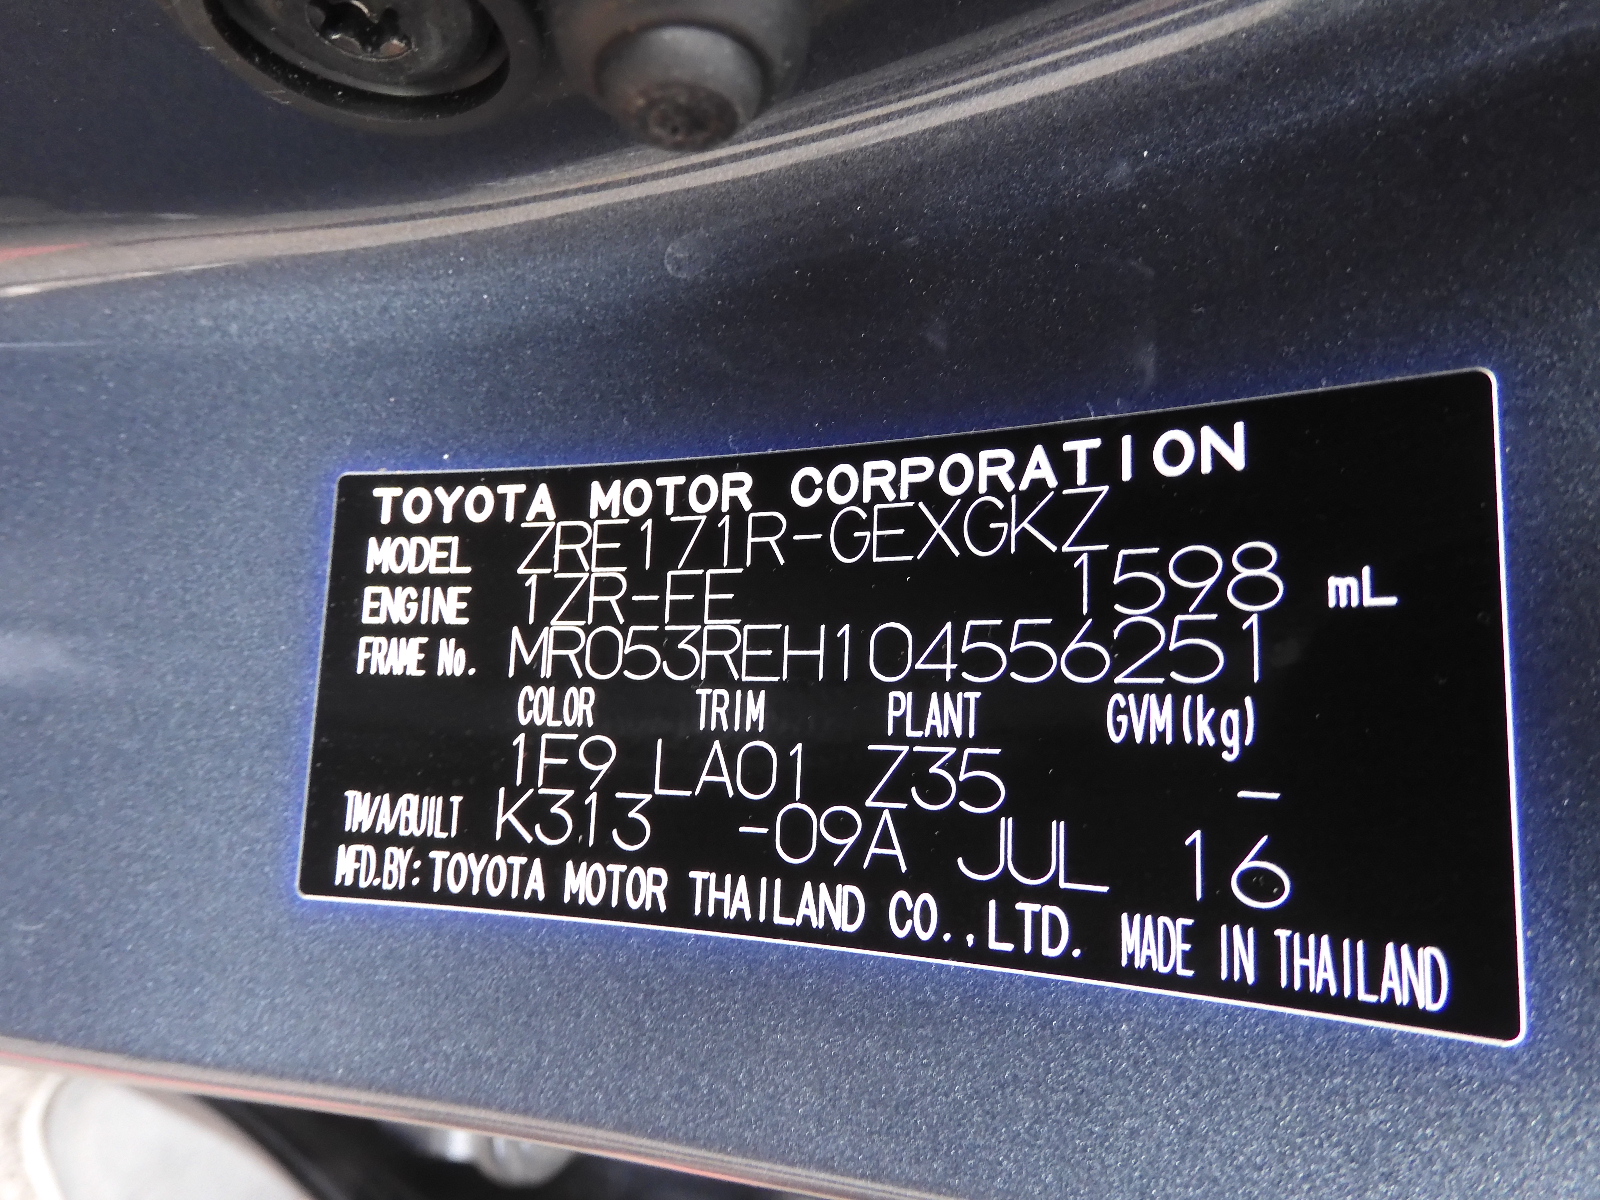 TOYOTA MOTOR CORPORATION
MODEL ZRE171R-GEXGKZ
ENGINE 1ZR-FE 1598 mL
FRAME No. MR053REH104556251
COLOR TRIM PLANT GVM(kg)
1F9 LA01 Z35 -
TM/A/BUILT K313 -09A JUL 16
MFD.BY: TOYOTA MOTOR THAILAND CO.,LTD. MADE IN THAILAND